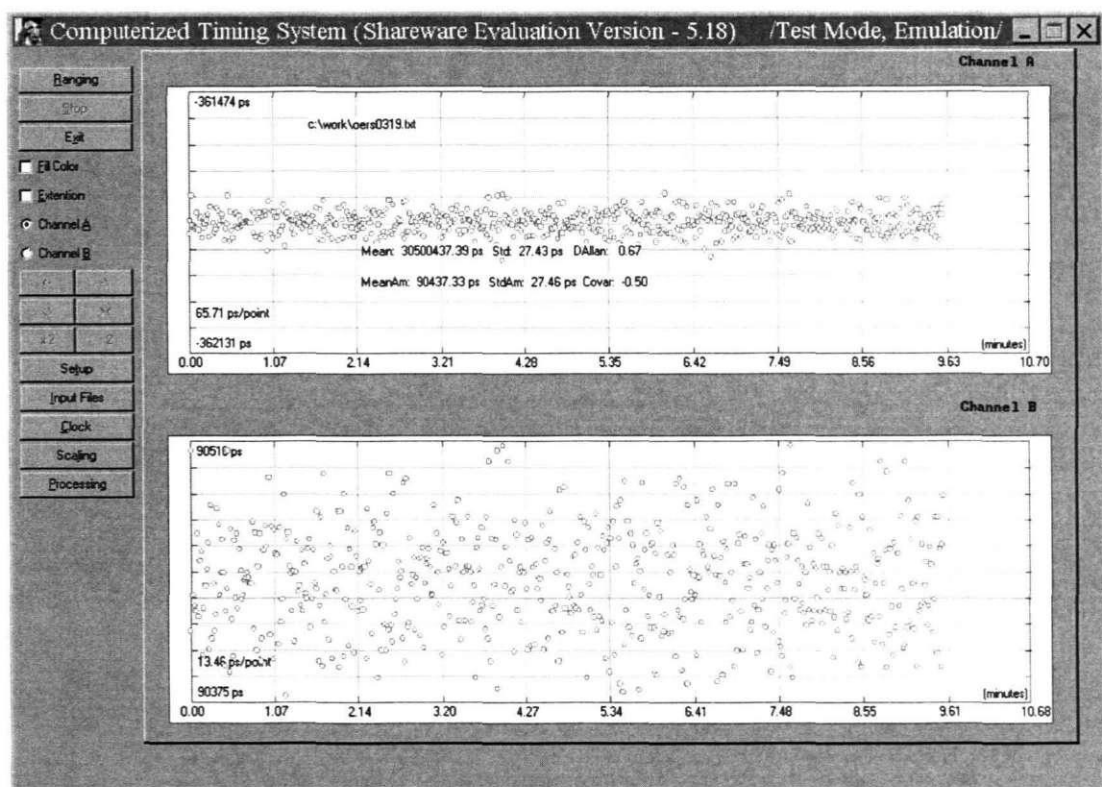 Computerized Timing System (Shareware Evaluation Version - 5.18) /Test Mode, Emulation/
Ranging
Stop
Exit
Fill Color
Extention
Channel A
Channel B
Setup
Input Files
Clock
Scaling
Processing
Channel A
-361474 ps
c:\work\oers0319.txt
Mean: 30500437.39 ps Std: 27.43 ps DAllan: 0.67
MeanAm: 90437.33 ps StdAm: 27.46 ps Covar: -0.50
65.71 ps/point
-362131 ps
(minutes)
0.00 1.07 2.14 3.21 4.28 5.35 6.42 7.49 8.56 9.63 10.70
Channel B
90510 ps
13.46 ps/point
90375 ps
(minutes)
0.00 1.07 2.14 3.20 4.27 5.34 6.41 7.48 8.55 9.61 10.68